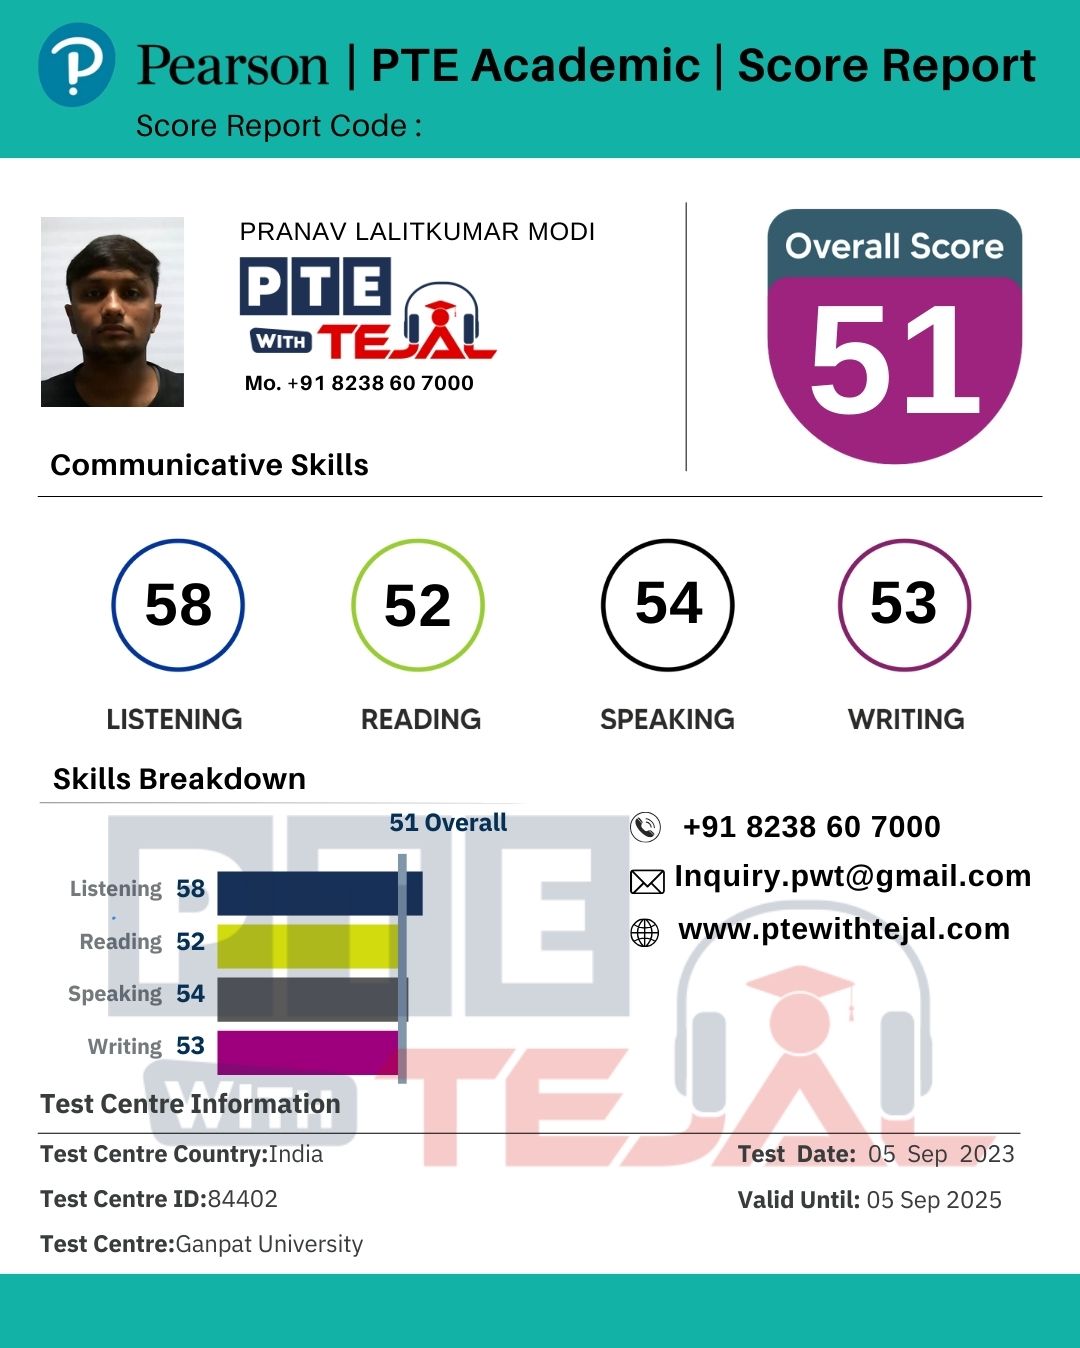 Pearson | PTE Academic | Score Report
Score Report Code :
PRANAV LALITKUMAR MODI
PTE
WITH TEJAL
Mo. +91 8238 60 7000
Overall Score
51
Communicative Skills
58 52 54 53
LISTENING READING SPEAKING WRITING
Skills Breakdown
51 Overall
Listening 58
Reading 52
Speaking 54
Writing 53
+91 8238 60 7000
Inquiry.pwt@gmail.com
www.ptewithtejal.com
PTE
WITH TEJAL
Test Centre Information
Test Centre Country:India
Test Date: 05 Sep 2023
Test Centre ID:84402
Valid Until: 05 Sep 2025
Test Centre:Ganpat University